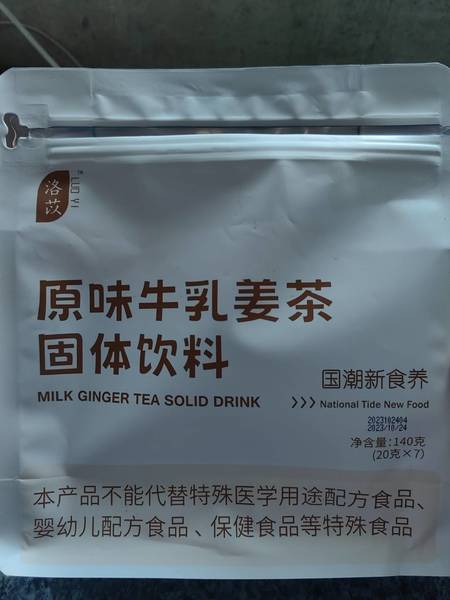 洛苡
LUO YI
原味牛乳姜茶
固体饮料
MILK GINGER TEA SOLID DRINK
国潮新食养
>>> National Tide New Food
2023102404
2023/10/24
净含量:140克
(20克×7)
本产品不能代替特殊医学用途配方食品、
婴幼儿配方食品、保健食品等特殊食品